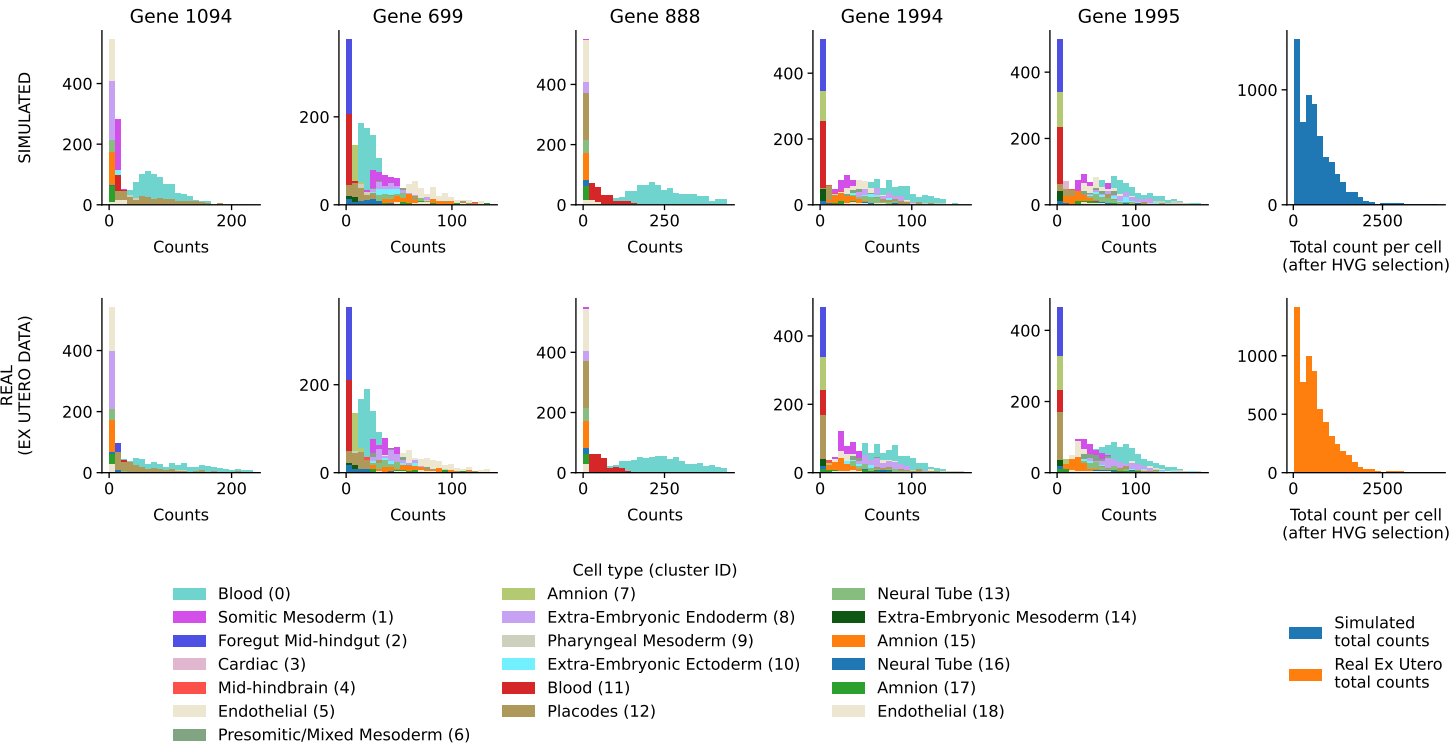 Gene 1094
Gene 699
Gene 888
Gene 1994
Gene 1995
SIMULATED
400
200
0
200
0
400
200
0
400
200
0
400
200
0
1000
0
0 200
0 100
0 250
0 100
0 100
0 2500
Counts
Counts
Counts
Counts
Counts
Total count per cell
(after HVG selection)
REAL
(EX UTERO DATA)
400
200
0
200
0
400
200
0
400
200
0
400
200
0
1000
500
0
0 200
0 100
0 250
0 100
0 100
0 2500
Counts
Counts
Counts
Counts
Counts
Total count per cell
(after HVG selection)
Cell type (cluster ID)
Blood (0)
Somitic Mesoderm (1)
Foregut Mid-hindgut (2)
Cardiac (3)
Mid-hindbrain (4)
Endothelial (5)
Presomitic/Mixed Mesoderm (6)
Amnion (7)
Extra-Embryonic Endoderm (8)
Pharyngeal Mesoderm (9)
Extra-Embryonic Ectoderm (10)
Blood (11)
Placodes (12)
Neural Tube (13)
Extra-Embryonic Mesoderm (14)
Amnion (15)
Neural Tube (16)
Amnion (17)
Endothelial (18)
Simulated
total counts
Real Ex Utero
total counts